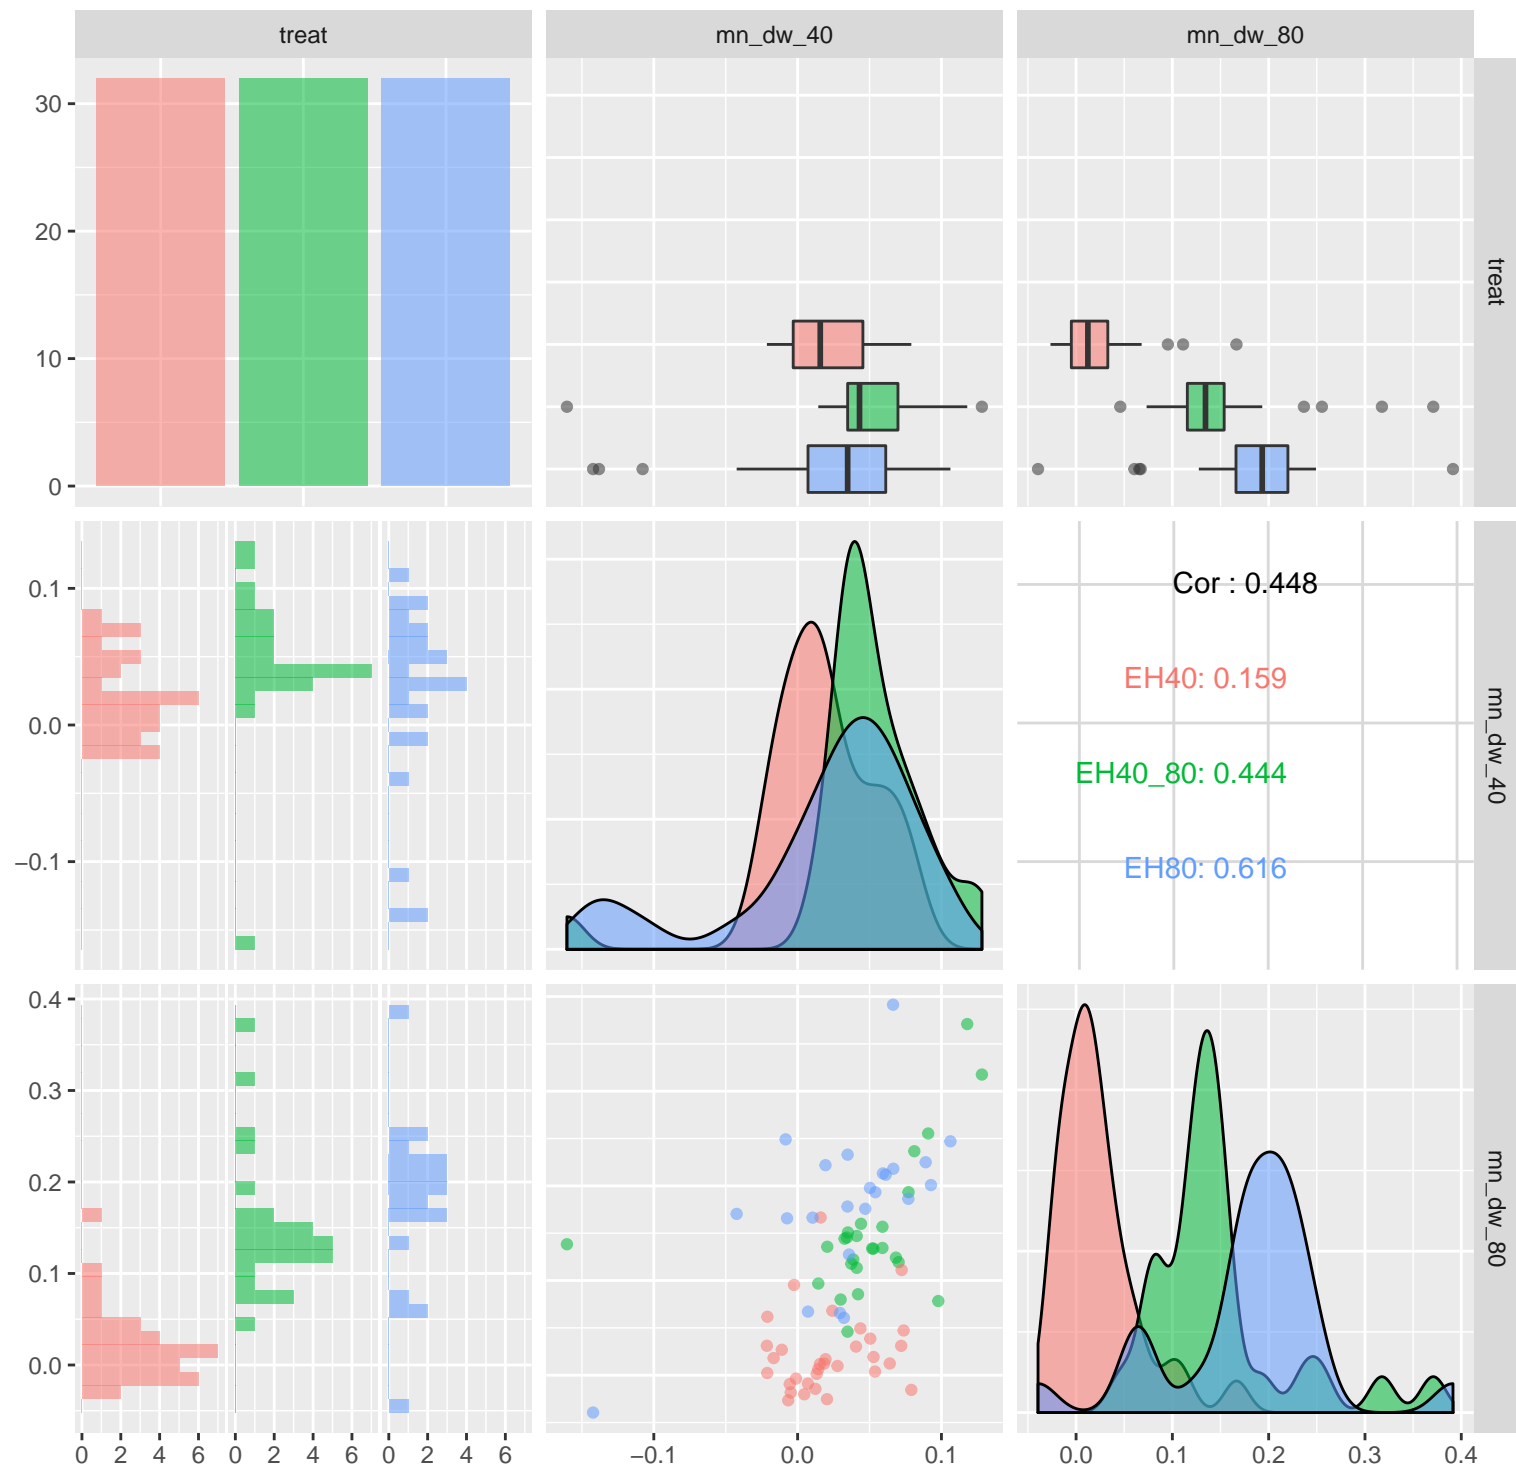 treat mn_dw_40 mn_dw_80
30
20
10
0
treat
0.1
0.0
−0.1
Cor : 0.448
EH40: 0.159
EH40_80: 0.444
EH80: 0.616
mn_dw_40
0.4
0.3
0.2
0.1
0.0
mn_dw_80
0 2 4 6 0 2 4 6 0 2 4 6 −0.1 0.0 0.1 0.0 0.1 0.2 0.3 0.4